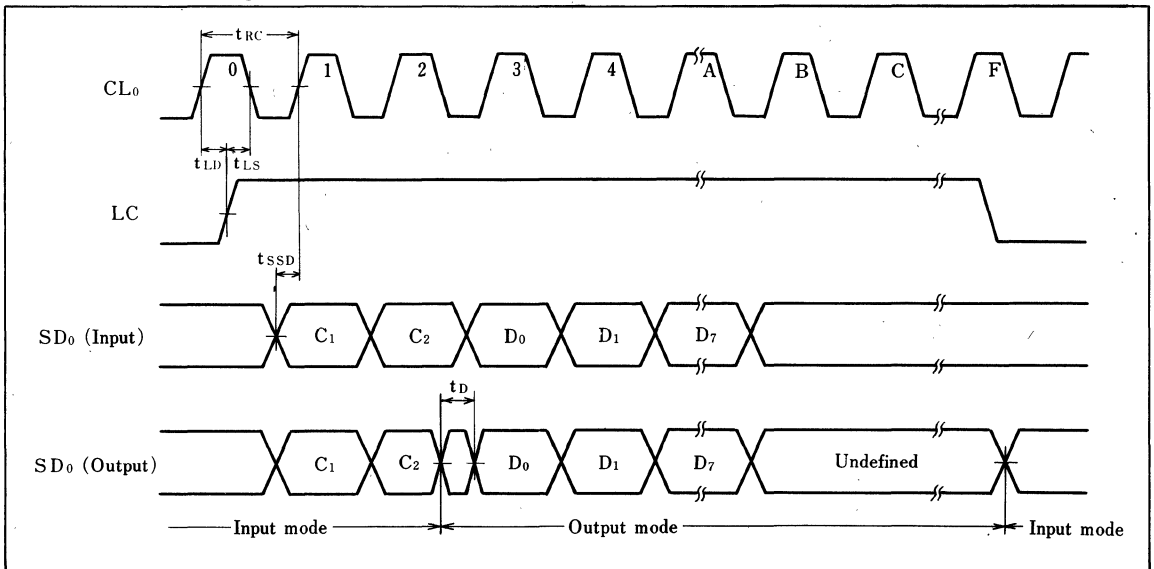 tRC
CL₀ 0 1 2 3 4 A B C F
tLD tLS
LC
tSSD
SD₀ (Input) C₁ C₂ D₀ D₁ D₇
tD
SD₀ (Output) C₁ C₂ D₀ D₁ D₇ Undefined
Input mode Output mode Input mode